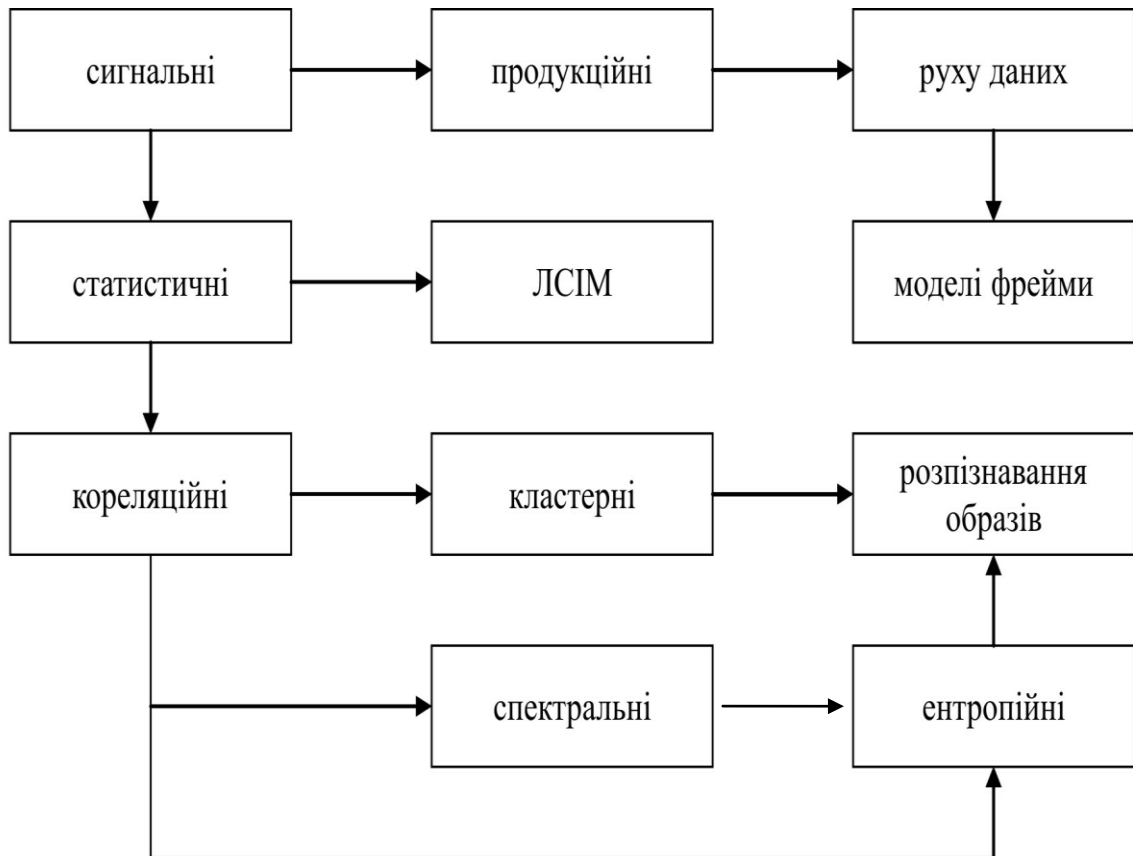 сигнальні
продукційні
руху даних
статистичні
ЛСІМ
моделі фрейми
кореляційні
кластерні
розпізнавання
образів
спектральні
ентропійні